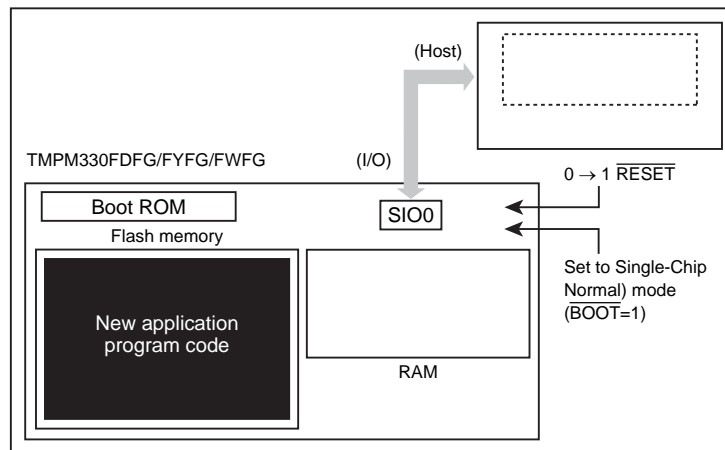 (Host)
TMPM330FDFG/FYFG/FWFG
(I/O)
0 → 1 RESET
Boot ROM
SIO0
Flash memory
Set to Single-Chip
Normal) mode
(BOOT=1)
New application
program code
RAM